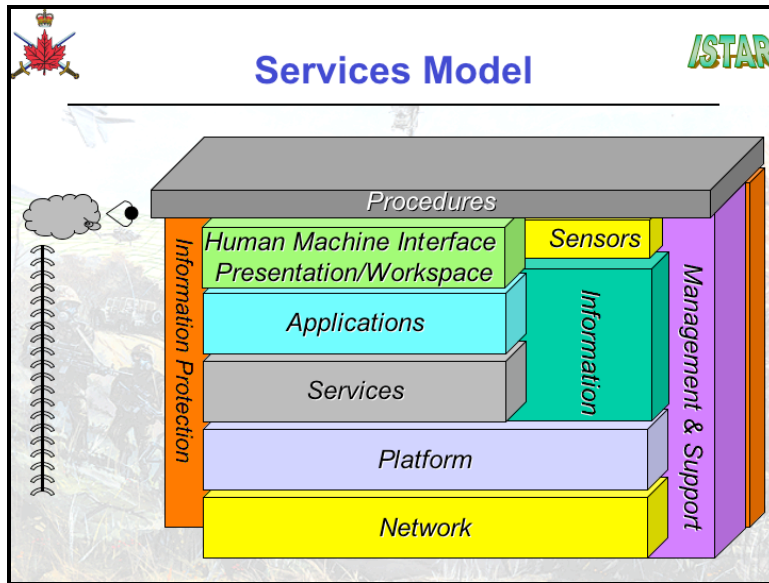 Services Model
ISTAR
Procedures
Information Protection
Human Machine Interface
Presentation/Workspace
Sensors
Applications
Information
Management & Support
Services
Platform
Network